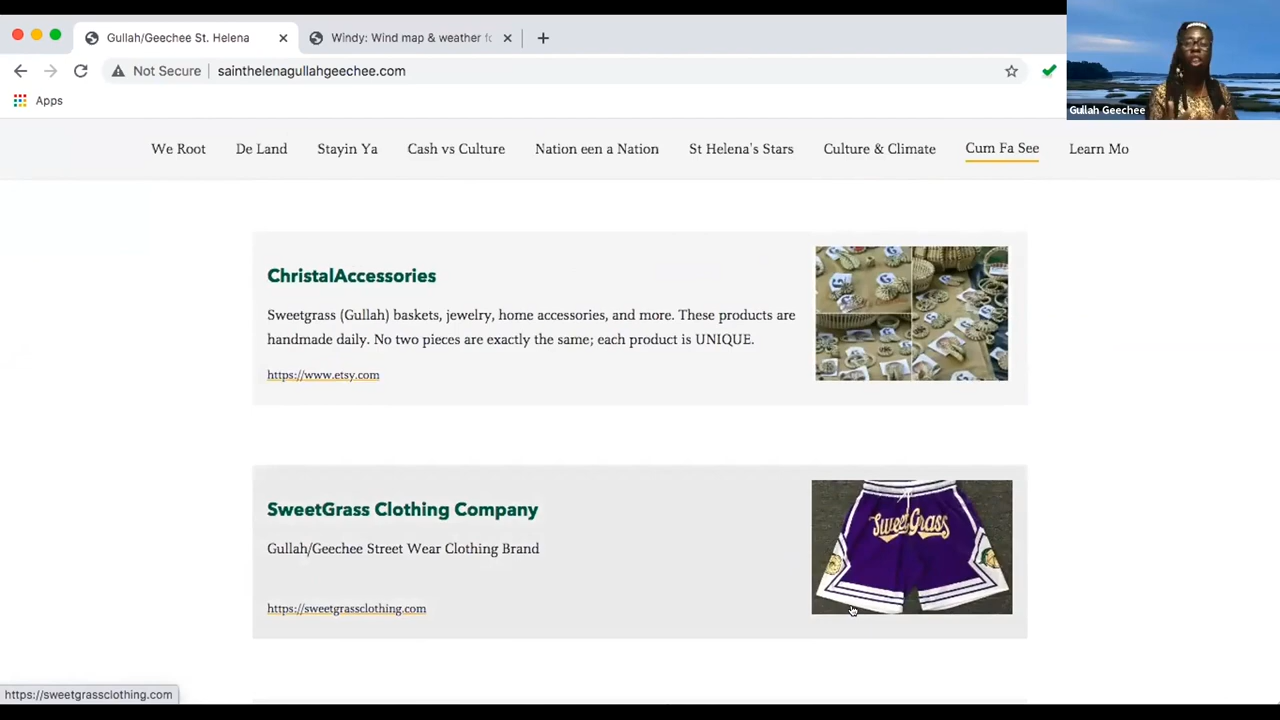 Gullah/Geechee St. Helena
Windy: Wind map & weather fo
Not Secure
sainthelenagullahgeechee.com
Apps
Gullah Geechee
We Root
De Land
Stayin Ya
Cash vs Culture
Nation een a Nation
St Helena's Stars
Culture & Climate
Cum Fa See
Learn Mo
ChristalAccessories
Sweetgrass (Gullah) baskets, jewelry, home accessories, and more. These products are
handmade daily. No two pieces are exactly the same; each product is UNIQUE.
https://www.etsy.com
SweetGrass Clothing Company
Gullah/Geechee Street Wear Clothing Brand
https://sweetgrassclothing.com
SweetGrass
https://sweetgrassclothing.com